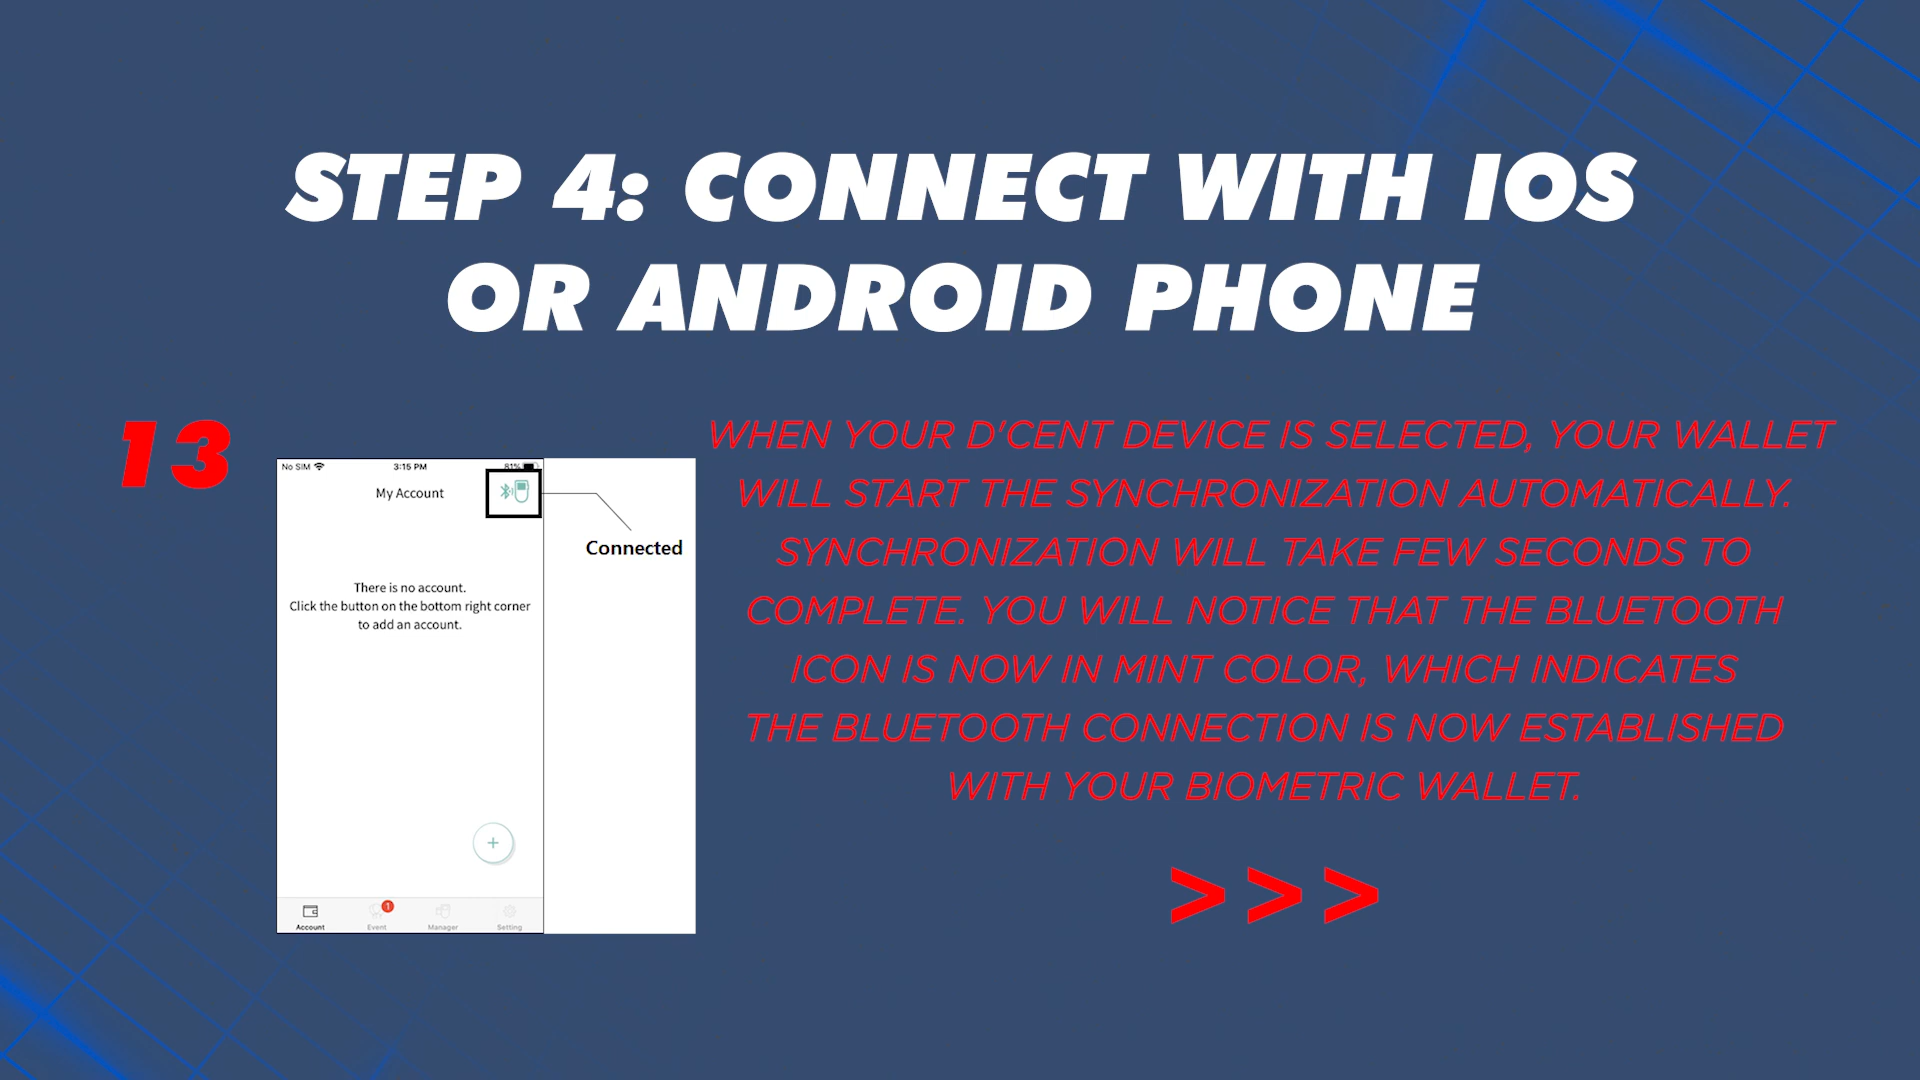 STEP 4: CONNECT WITH IOS
OR ANDROID PHONE
13
WHEN YOUR D'CENT DEVICE IS SELECTED, YOUR WALLET
WILL START THE SYNCHRONIZATION AUTOMATICALLY.
SYNCHRONIZATION WILL TAKE FEW SECONDS TO
COMPLETE. YOU WILL NOTICE THAT THE BLUETOOTH
ICON IS NOW IN MINT COLOR, WHICH INDICATES
THE BLUETOOTH CONNECTION IS NOW ESTABLISHED
WITH YOUR BIOMETRIC WALLET.
>>>
No SIM 3:15 PM 81%
My Account
Connected
There is no account.
Click the button on the bottom right corner
to add an account.
+
1
Account Event Manager Setting